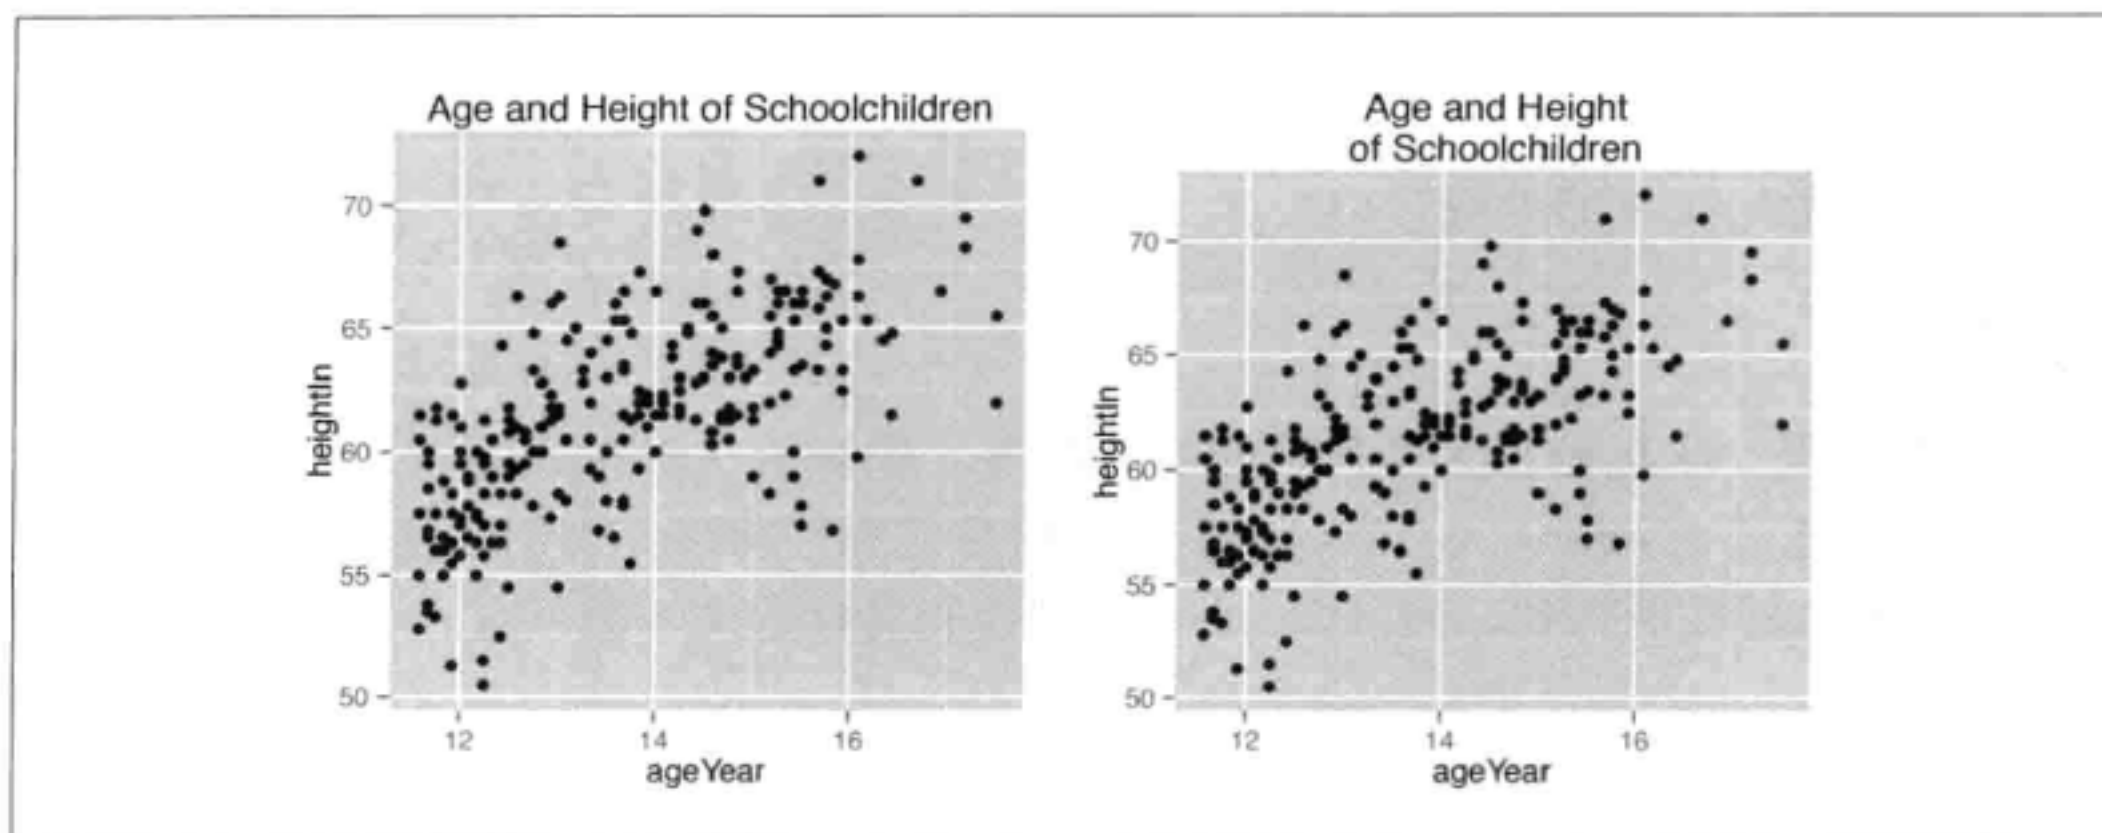 Age and Height of Schoolchildren
70
65
60
55
50
heightIn
12 14 16
ageYear
Age and Height
of Schoolchildren
70
65
60
55
50
heightIn
12 14 16
ageYear